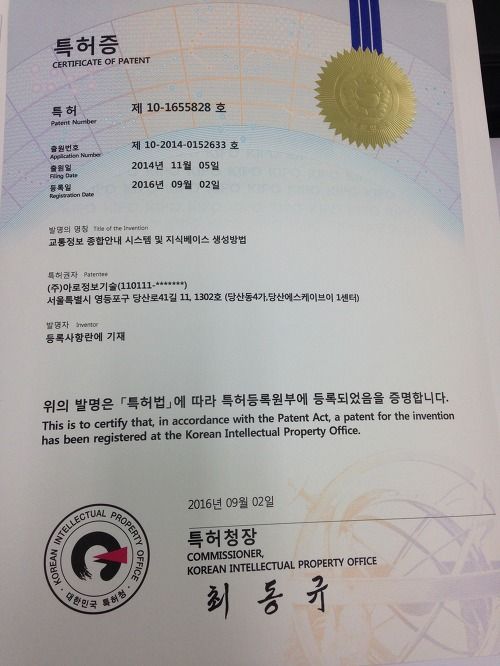 특허증
CERTIFICATE OF PATENT
특허 제 10-1655828 호
Patent Number
출원번호 제 10-2014-0152633 호
Application Number
출원일 2014년 11월 05일
Filing Date
등록일 2016년 09월 02일
Registration Date
발명의 명칭 Title of the Invention
교통정보 종합안내 시스템 및 지식베이스 생성방법
특허권자 Patentee
(주)아로정보기술(110111-*******)
서울특별시 영등포구 당산로41길 11, 1302호 (당산동4가,당산에스케이브이 1센터)
발명자 Inventor
등록사항란에 기재
위의 발명은 「특허법」에 따라 특허등록원부에 등록되었음을 증명합니다.
This is to certify that, in accordance with the Patent Act, a patent for the invention
has been registered at the Korean Intellectual Property Office.
2016년 09월 02일
특허청장
COMMISSIONER,
KOREAN INTELLECTUAL PROPERTY OFFICE
최동규
KOREAN INTELLECTUAL PROPERTY OFFICE
· 대한민국 특허청 ·